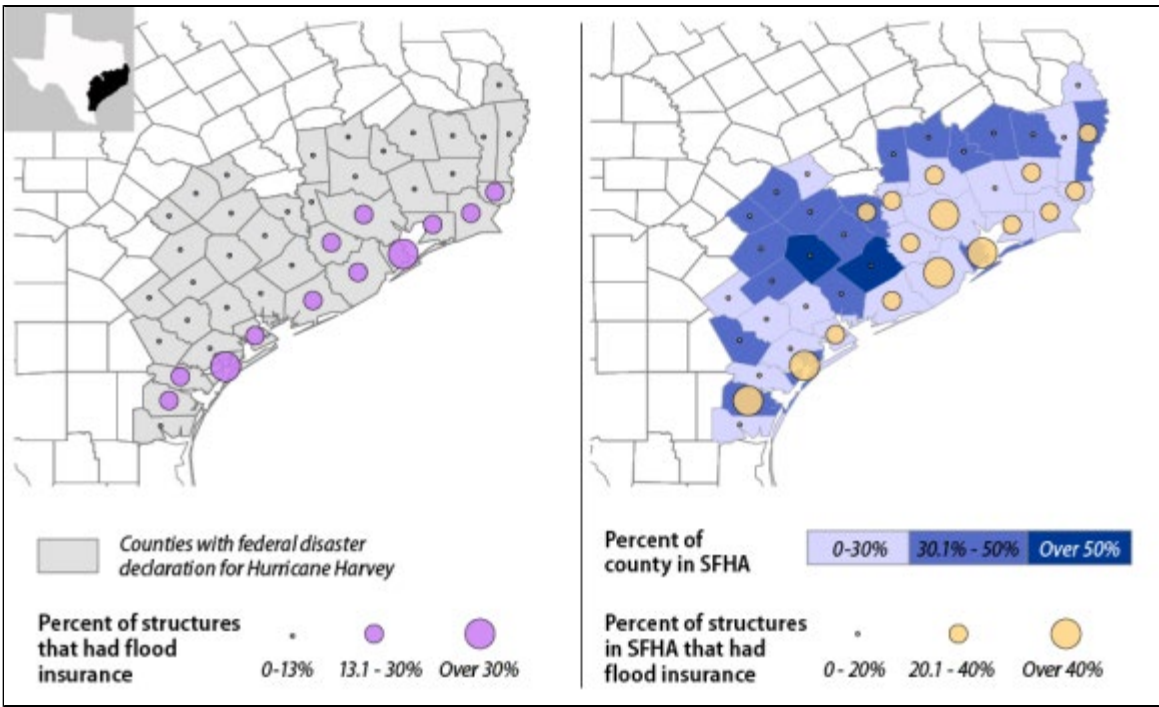 Counties with federal disaster
declaration for Hurricane Harvey
Percent of structures
that had flood
insurance
0-13%
13.1 - 30%
Over 30%
Percent of
county in SFHA
0-30%
30.1% - 50%
Over 50%
Percent of structures
in SFHA that had
flood insurance
0 - 20%
20.1 - 40%
Over 40%